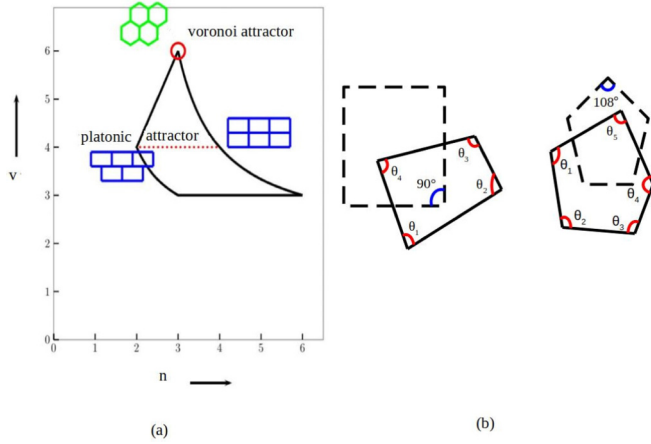 voronoi attractor
platonic attractor
v
6
5
4
3
2
1
0
0 1 2 3 4 5 6
n
(a)
90°
θ₁
θ₂
θ₃
θ₄
108°
θ₁
θ₂
θ₃
θ₄
θ₅
(b)